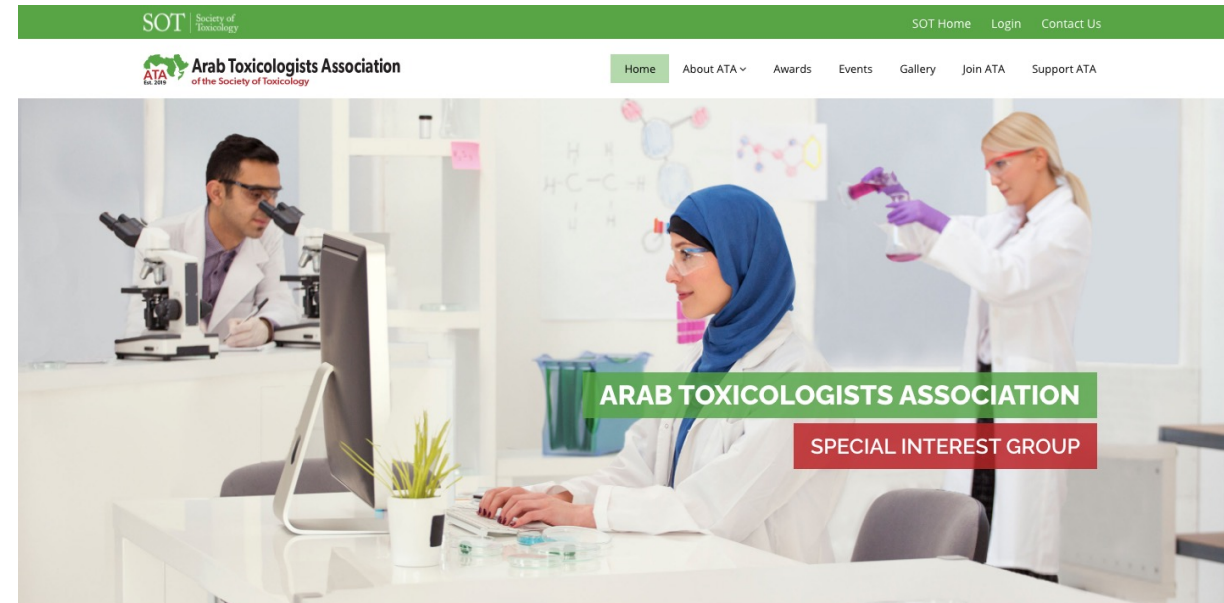 SOT Society of
Toxicology
SOT Home Login Contact Us
Arab Toxicologists Association
of the Society of Toxicology
ATA
Est. 2019
Home About ATA Awards Events Gallery Join ATA Support ATA
H H
H-C-C-H
H H
ARAB TOXICOLOGISTS ASSOCIATION
SPECIAL INTEREST GROUP